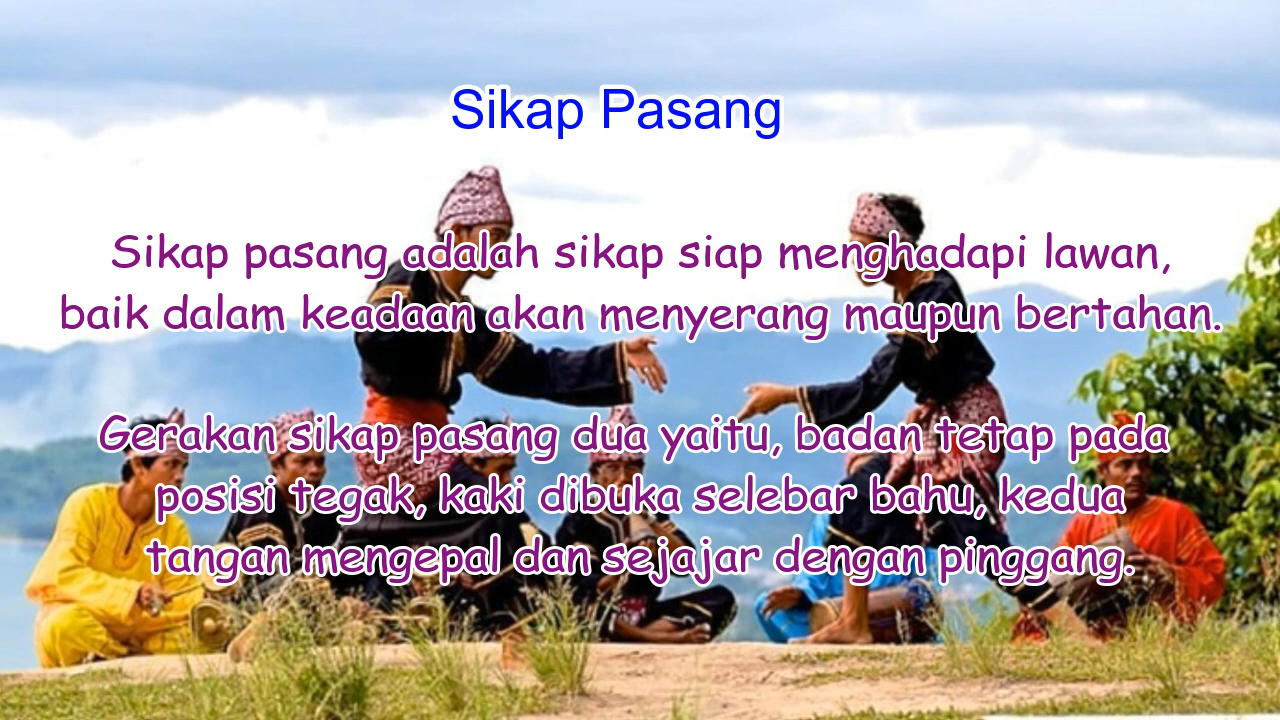 Sikap Pasang
Sikap pasang adalah sikap siap menghadapi lawan,
baik dalam keadaan akan menyerang maupun bertahan.
Gerakan sikap pasang dua yaitu, badan tetap pada
posisi tegak, kaki dibuka selebar bahu, kedua
tangan mengepal dan sejajar dengan pinggang.